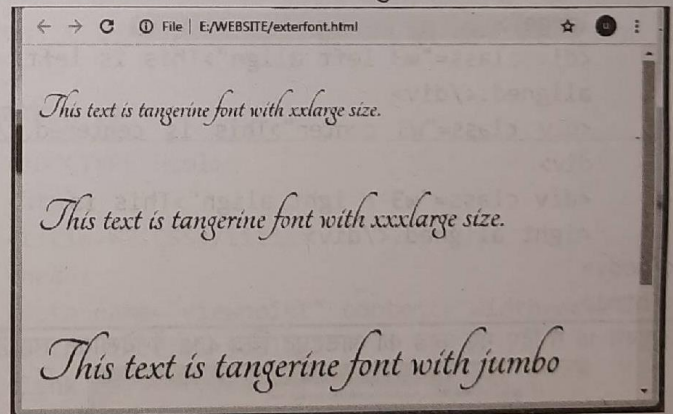 File E:/WEBSITE/exterfont.html
This text is tangerine font with xxlarge size.
This text is tangerine font with xxxlarge size.
This text is tangerine font with jumbo